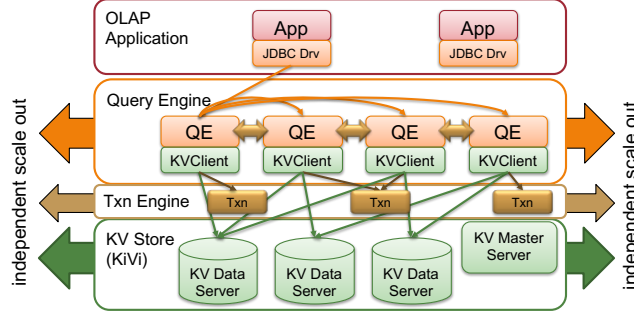 OLAP
Application
App
JDBC Drv
App
JDBC Drv
independent scale out
Query Engine
QE
QE
QE
QE
KVClient
KVClient
KVClient
KVClient
Txn Engine
Txn
Txn
Txn
KV Store
(KiVi)
KV Data
Server
KV Data
Server
KV Data
Server
KV Master
Server
independent scale out